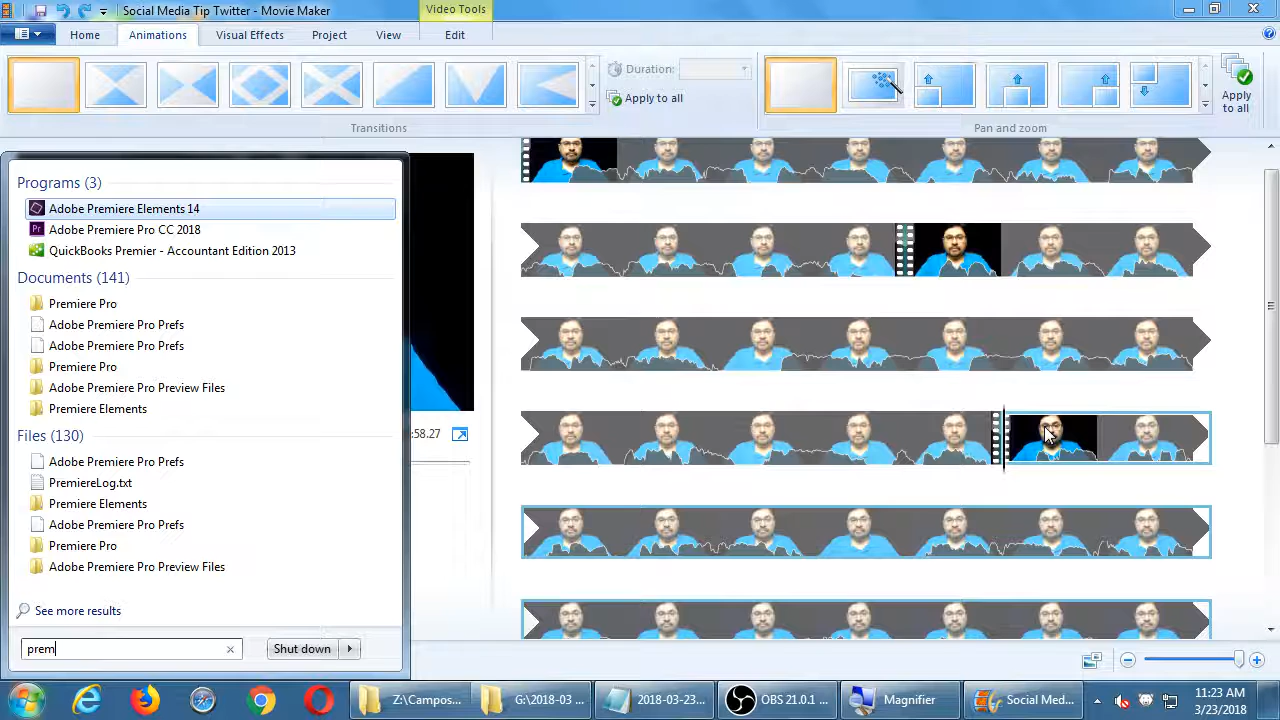 Social Media Tip Twitter - Movie Maker
Video Tools
Home
Animations
Visual Effects
Project
View
Edit
Duration:
Apply to all
Apply to all
Transitions
Pan and zoom
Programs (3)
Adobe Premiere Elements 14
Adobe Premiere Pro CC 2018
QuickBooks Premier - Accountant Edition 2013
Documents (141)
Premiere Pro
Adobe Premiere Pro Prefs
Adobe Premiere Pro Prefs
Premiere Pro
Adobe Premiere Pro Preview Files
Premiere Elements
Files (130)
Adobe Premiere Pro Prefs
PremiereLog.txt
Premiere Elements
Adobe Premiere Pro Prefs
Premiere Pro
Adobe Premiere Pro Preview Files
See more results
prem
Shut down
:58.27
Z:\Campos...
G:\2018-03 ...
2018-03-23...
OBS 21.0.1 ...
Magnifier
Social Med...
11:23 AM
3/23/2018